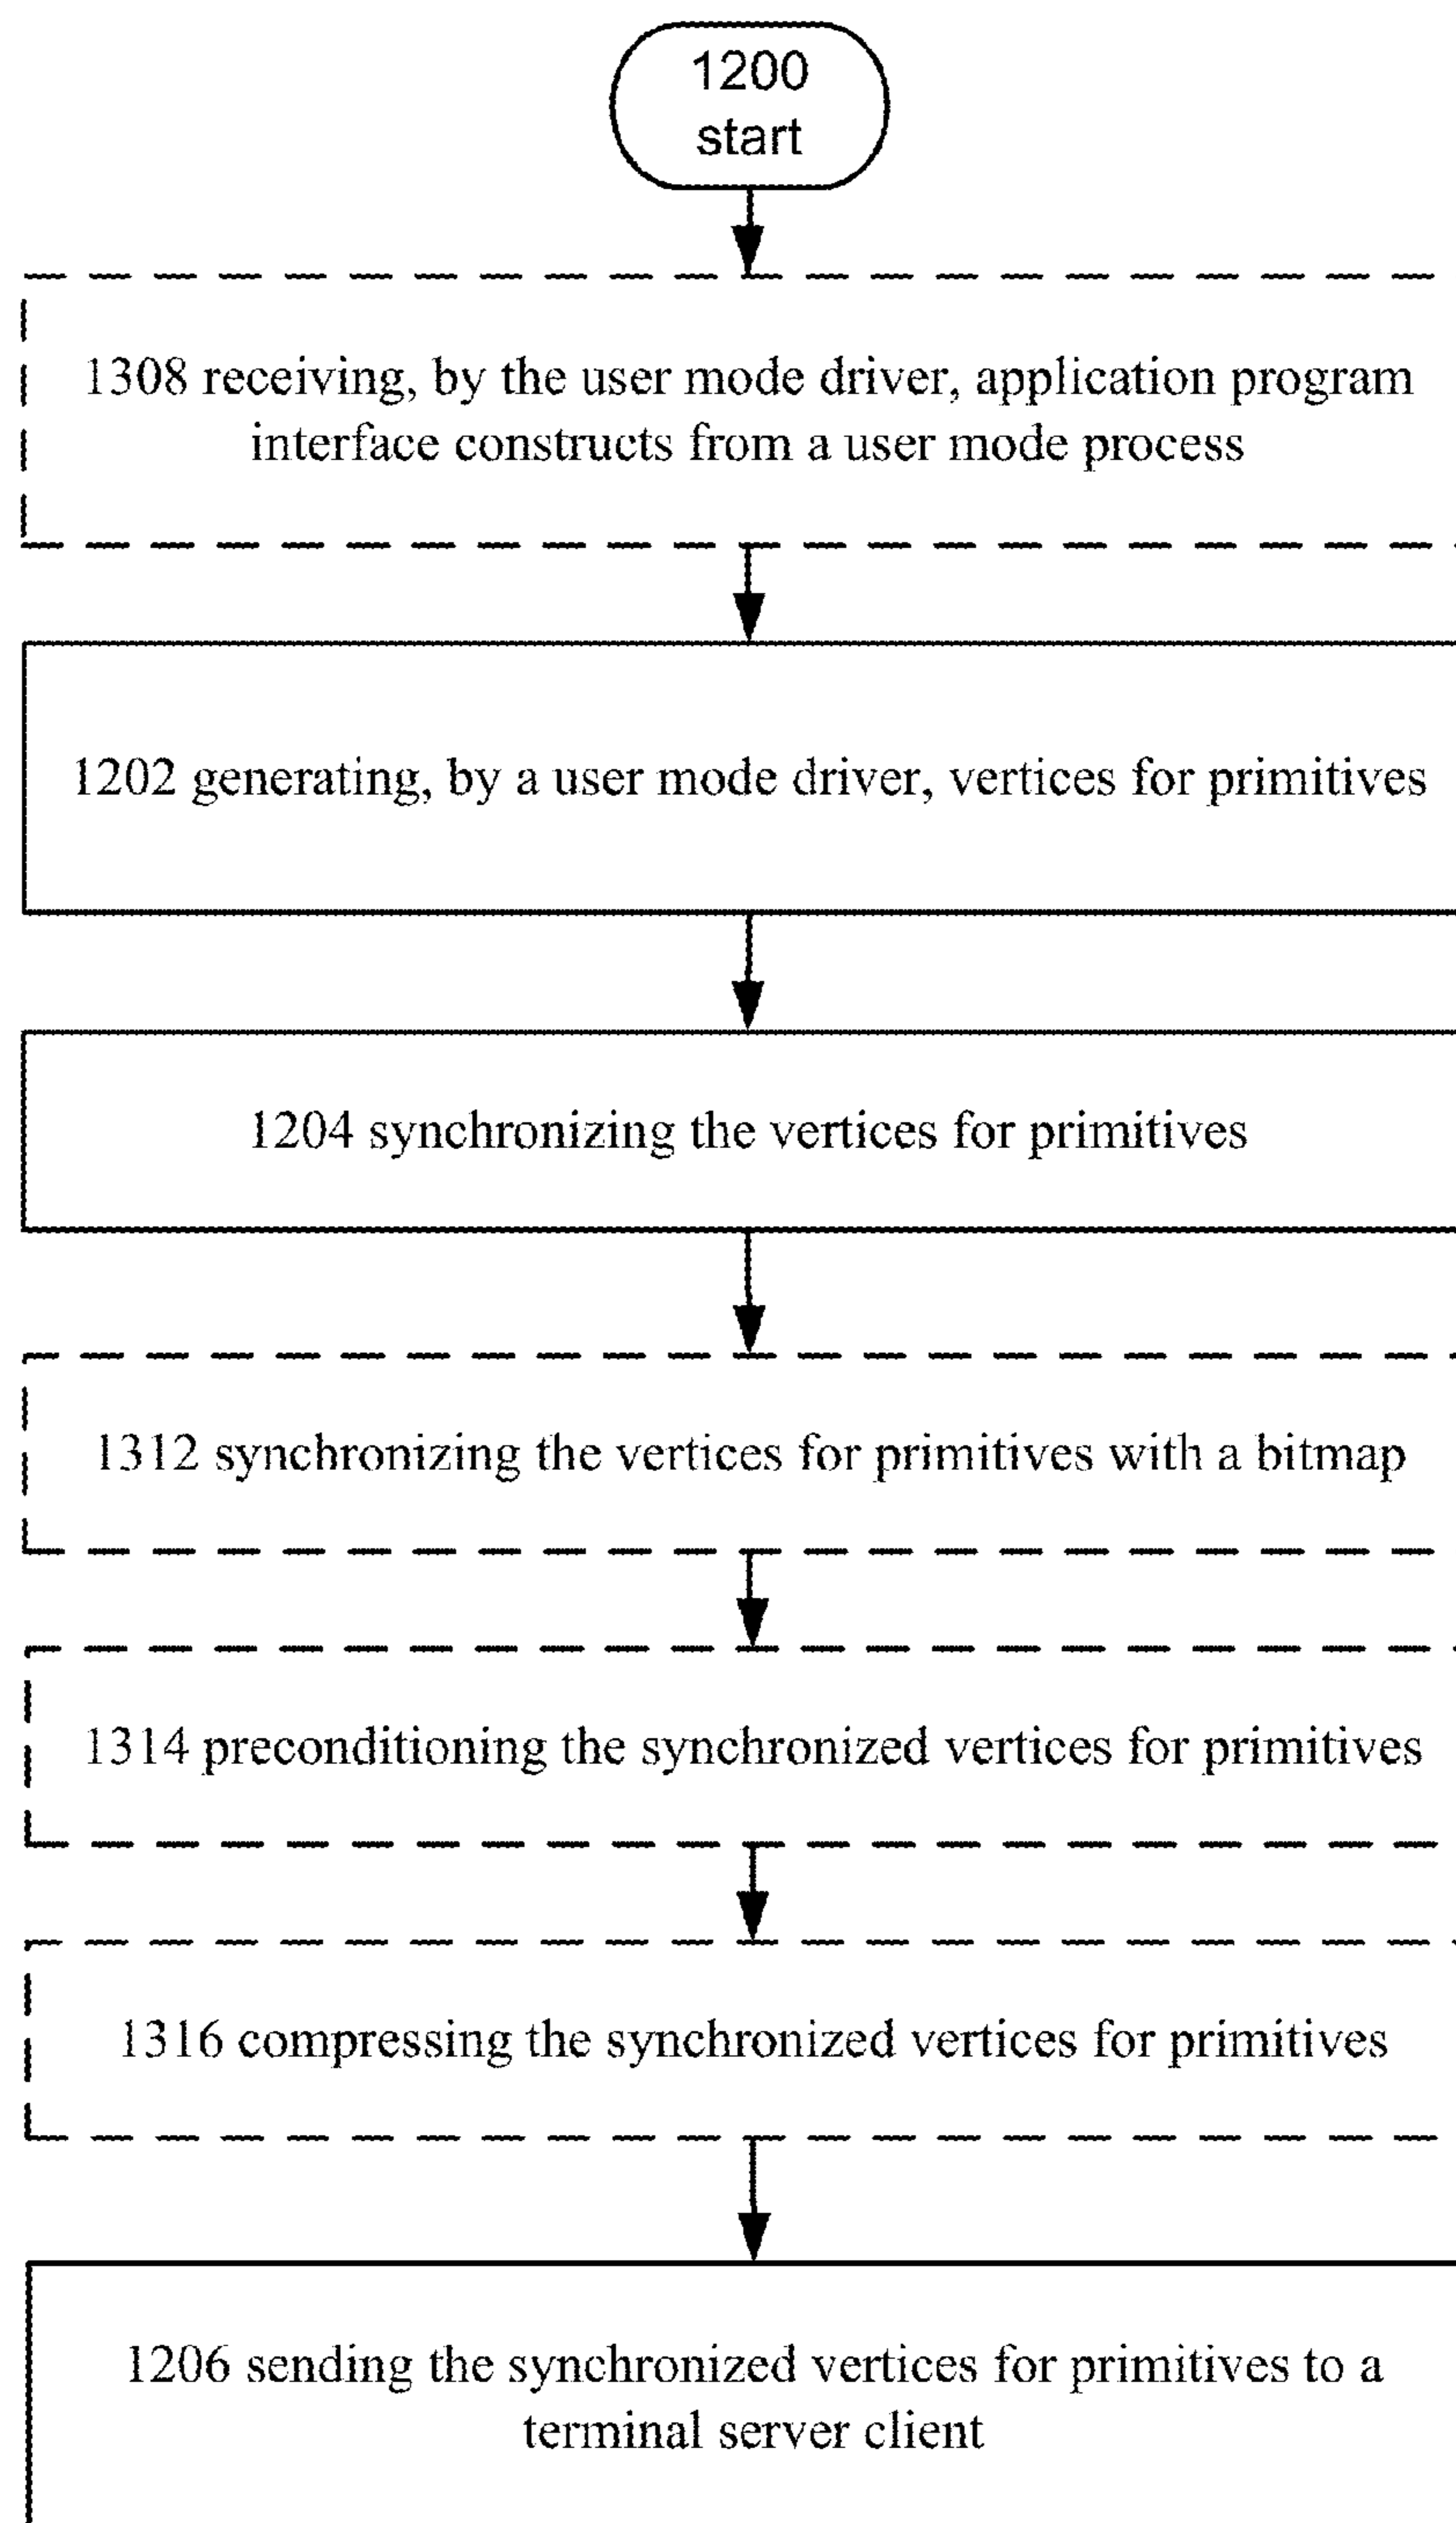 1200
start
1308 receiving, by the user mode driver, application program
interface constructs from a user mode process
1202 generating, by a user mode driver, vertices for primitives
1204 synchronizing the vertices for primitives
1312 synchronizing the vertices for primitives with a bitmap
1314 preconditioning the synchronized vertices for primitives
1316 compressing the synchronized vertices for primitives
1206 sending the synchronized vertices for primitives to a
terminal server client